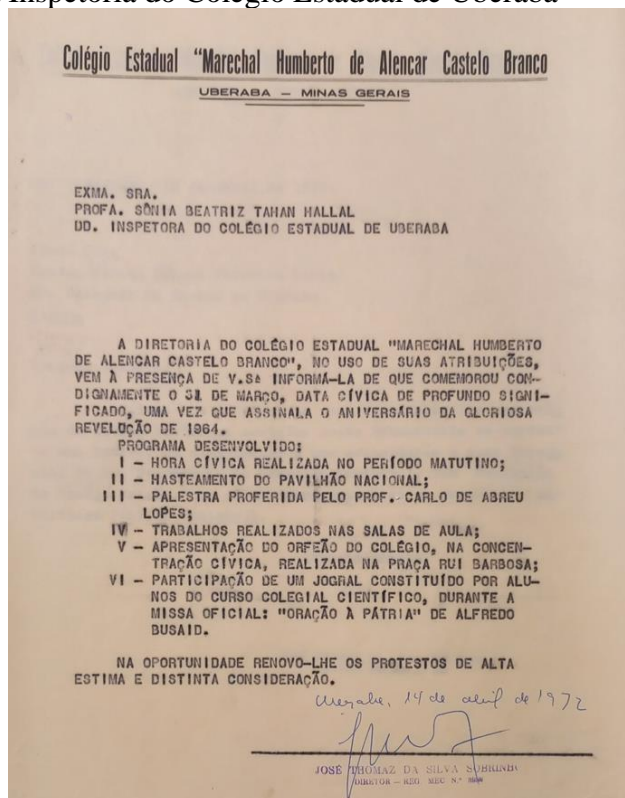 Inspetoria do Colégio Estadual de Uberaba
Colégio Estadual "Marechal Humberto de Alencar Castelo Branco
UBERABA – MINAS GERAIS
EXMA. SRA.
PROFA. SÔNIA BEATRIZ TAHAN HALLAL
DD. INSPETORA DO COLÉGIO ESTADUAL DE UBERABA
A DIRETORIA DO COLÉGIO ESTADUAL "MARECHAL HUMBERTO
DE ALENCAR CASTELO BRANCO", NO USO DE SUAS ATRIBUIÇÕES,
VEM À PRESENÇA DE V.Sª INFORMÁ-LA DE QUE COMEMOROU CON-
DIGNAMENTE O 31 DE MARÇO, DATA CÍVICA DE PROFUNDO SIGNI-
FICADO, UMA VEZ QUE ASSINALA O ANIVERSÁRIO DA GLORIOSA
REVELUÇÃO DE 1964.
PROGRAMA DESENVOLVIDO:
I – HORA CÍVICA REALIZADA NO PERÍODO MATUTINO;
II – HASTEAMENTO DO PAVILHÃO NACIONAL;
III – PALESTRA PROFERIDA PELO PROF. CARLO DE ABREU
LOPES;
IV – TRABALHOS REALIZADOS NAS SALAS DE AULA;
V – APRESENTAÇÃO DO ORFEÃO DO COLÉGIO, NA CONCEN-
TRAÇÃO CÍVICA, REALIZADA NA PRAÇA RUI BARBOSA;
VI – PARTICIPAÇÃO DE UM JOGRAL CONSTITUÍDO POR ALU-
NOS DO CURSO COLEGIAL CIENTÍFICO, DURANTE A
MISSA OFICIAL: "ORAÇÃO À PÁTRIA" DE ALFREDO
BUSAID.
NA OPORTUNIDADE RENOVO-LHE OS PROTESTOS DE ALTA
ESTIMA E DISTINTA CONSIDERAÇÃO.
Uberaba, 14 de abril de 1972
JOSÉ THOMAZ DA SILVA SOBRINHO
DIRETOR – REG MEC N.º